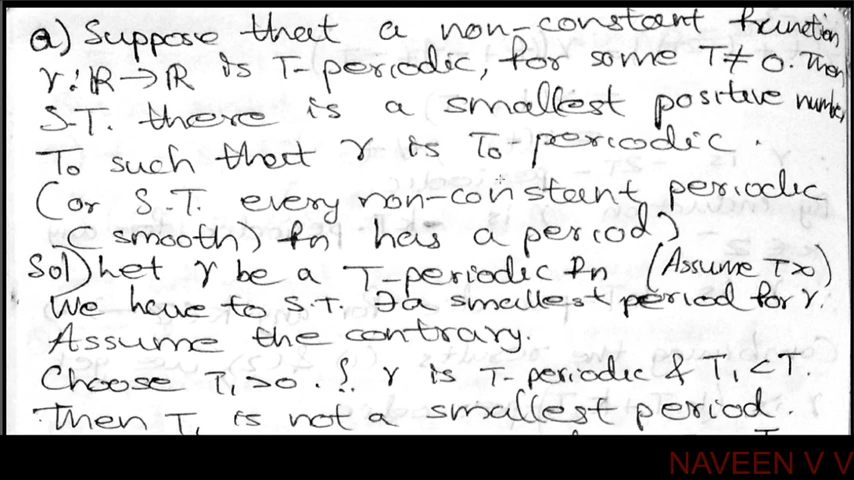 Q) Suppose that a non-constant function
γ: ℝ → ℝ is T-periodic, for some T ≠ 0. Then
S.T. there is a smallest positive number
To such that γ is To-periodic.
(or S.T. every non-constant periodic
(smooth) fn has a period)
Sol) Let γ be a T-periodic fn (Assume T>0)
We have to S.T. ∃ a smallest period for γ.
Assume the contrary.
Choose T₁>0 . ∫. γ is T- periodic & T₁ < T.
Then T₁ is not a smallest period.
NAVEEN V V